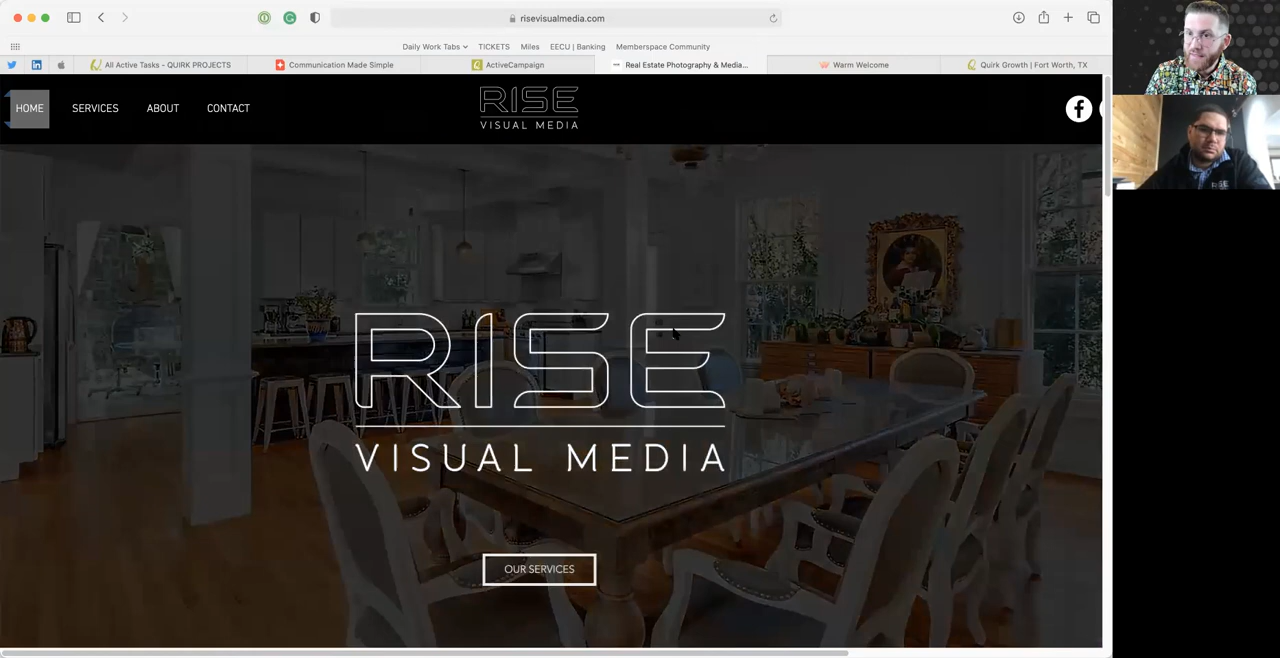 risevisualmedia.com
Daily Work Tabs TICKETS Miles EECU | Banking Memberspace Community
All Active Tasks - QUIRK PROJECTS Communication Made Simple ActiveCampaign Real Estate Photography & Media... Warm Welcome Quirk Growth | Fort Worth, TX
HOME SERVICES ABOUT CONTACT
RISE
VISUAL MEDIA
RISE
VISUAL MEDIA
OUR SERVICES
RISE